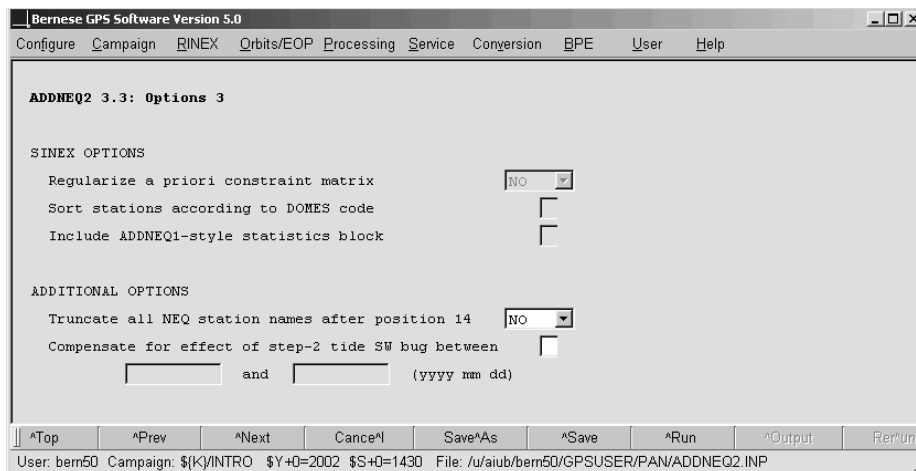 Bernese GPS Software Version 5.0
Configure Campaign RINEX Orbits/EOP Processing Service Conversion BPE User Help
ADDNEQ2 3.3: Options 3
SINEX OPTIONS
Regularize a priori constraint matrix NO
Sort stations according to DOMES code
Include ADDNEQ1-style statistics block
ADDITIONAL OPTIONS
Truncate all NEQ station names after position 14 NO
Compensate for effect of step-2 tide SW bug between
and (yyyy mm dd)
^Top ^Prev ^Next Cance^l Save^As ^Save ^Run ^Output Rer^un
User: bern50 Campaign: ${K}/INTRO $Y+0=2002 $S+0=1430 File: /u/aiub/bern50/GPSUSER/PAN/ADDNEQ2.INP